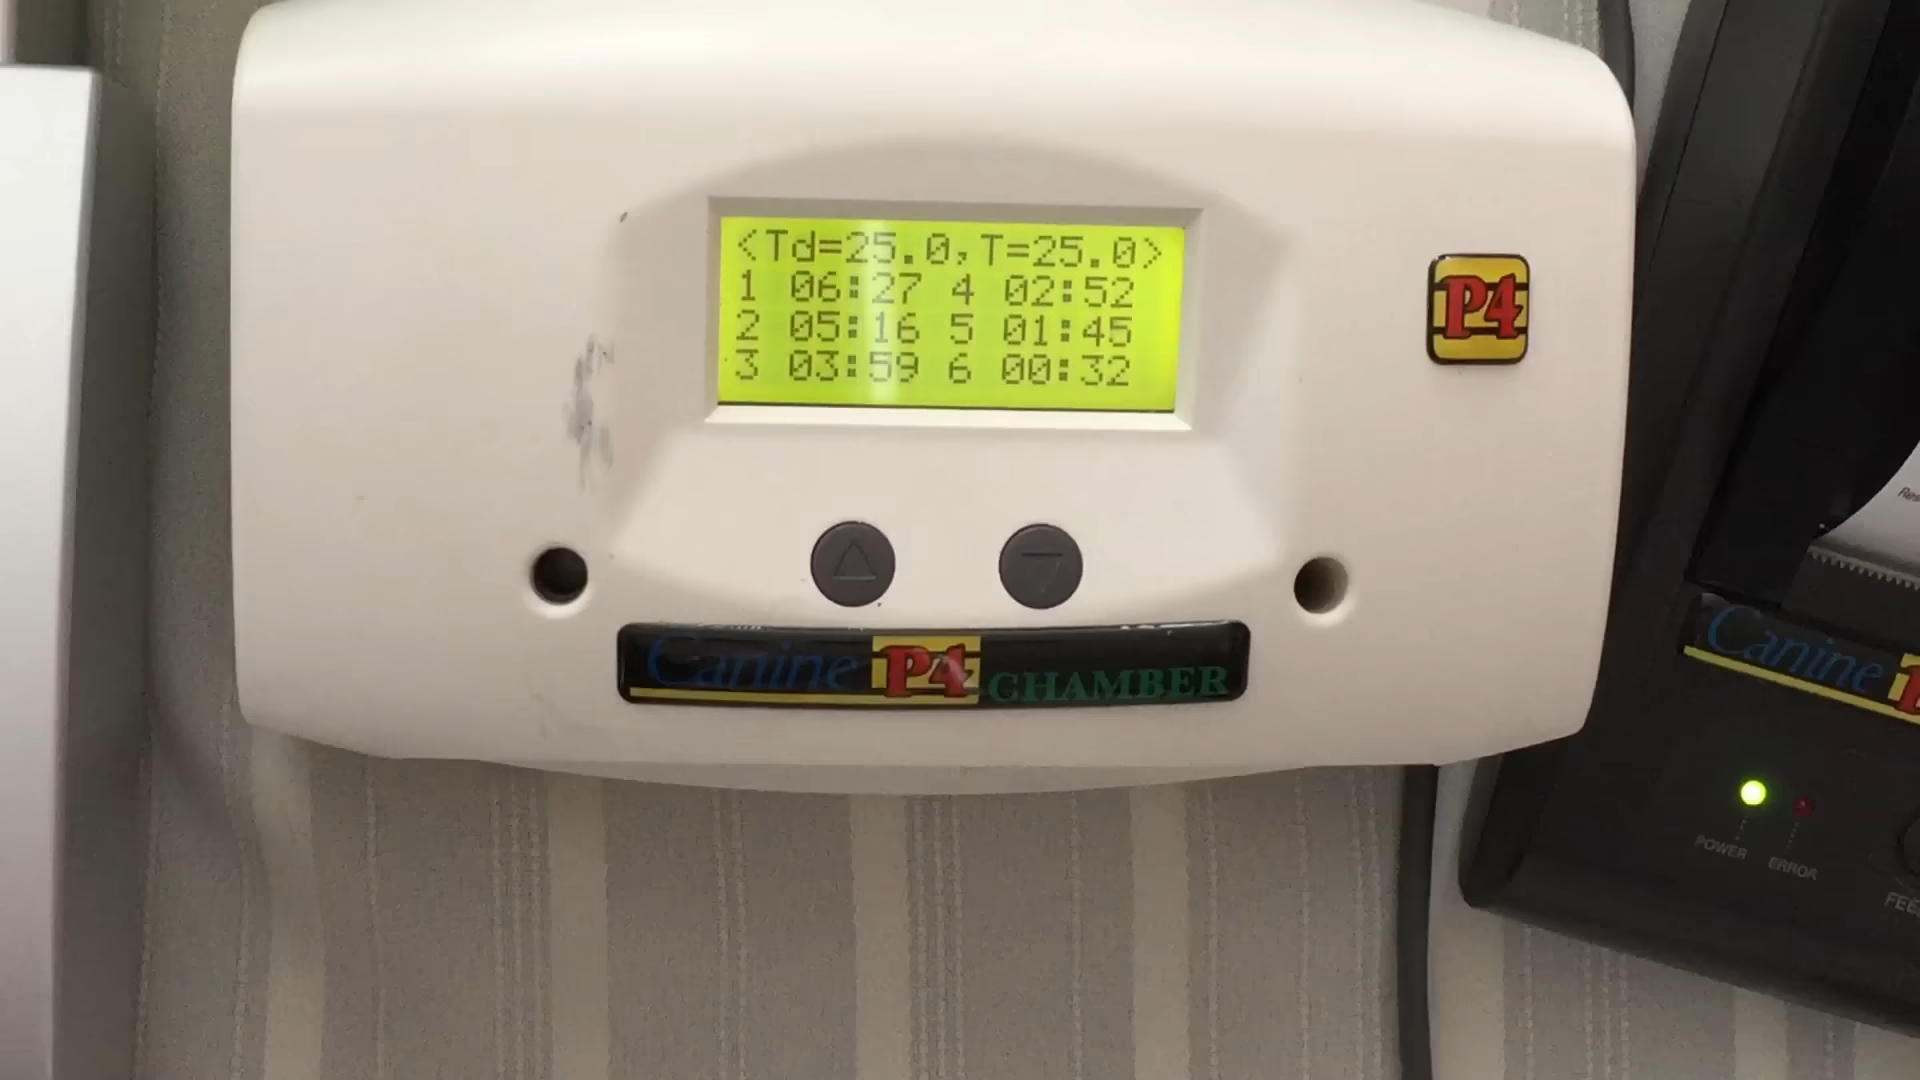 <Td=25.0,T=25.0>
1 06:27 4 02:52
2 05:16 5 01:45
3 03:59 6 00:32
P4
Canine P4 CHAMBER
Canine
POWER
ERROR